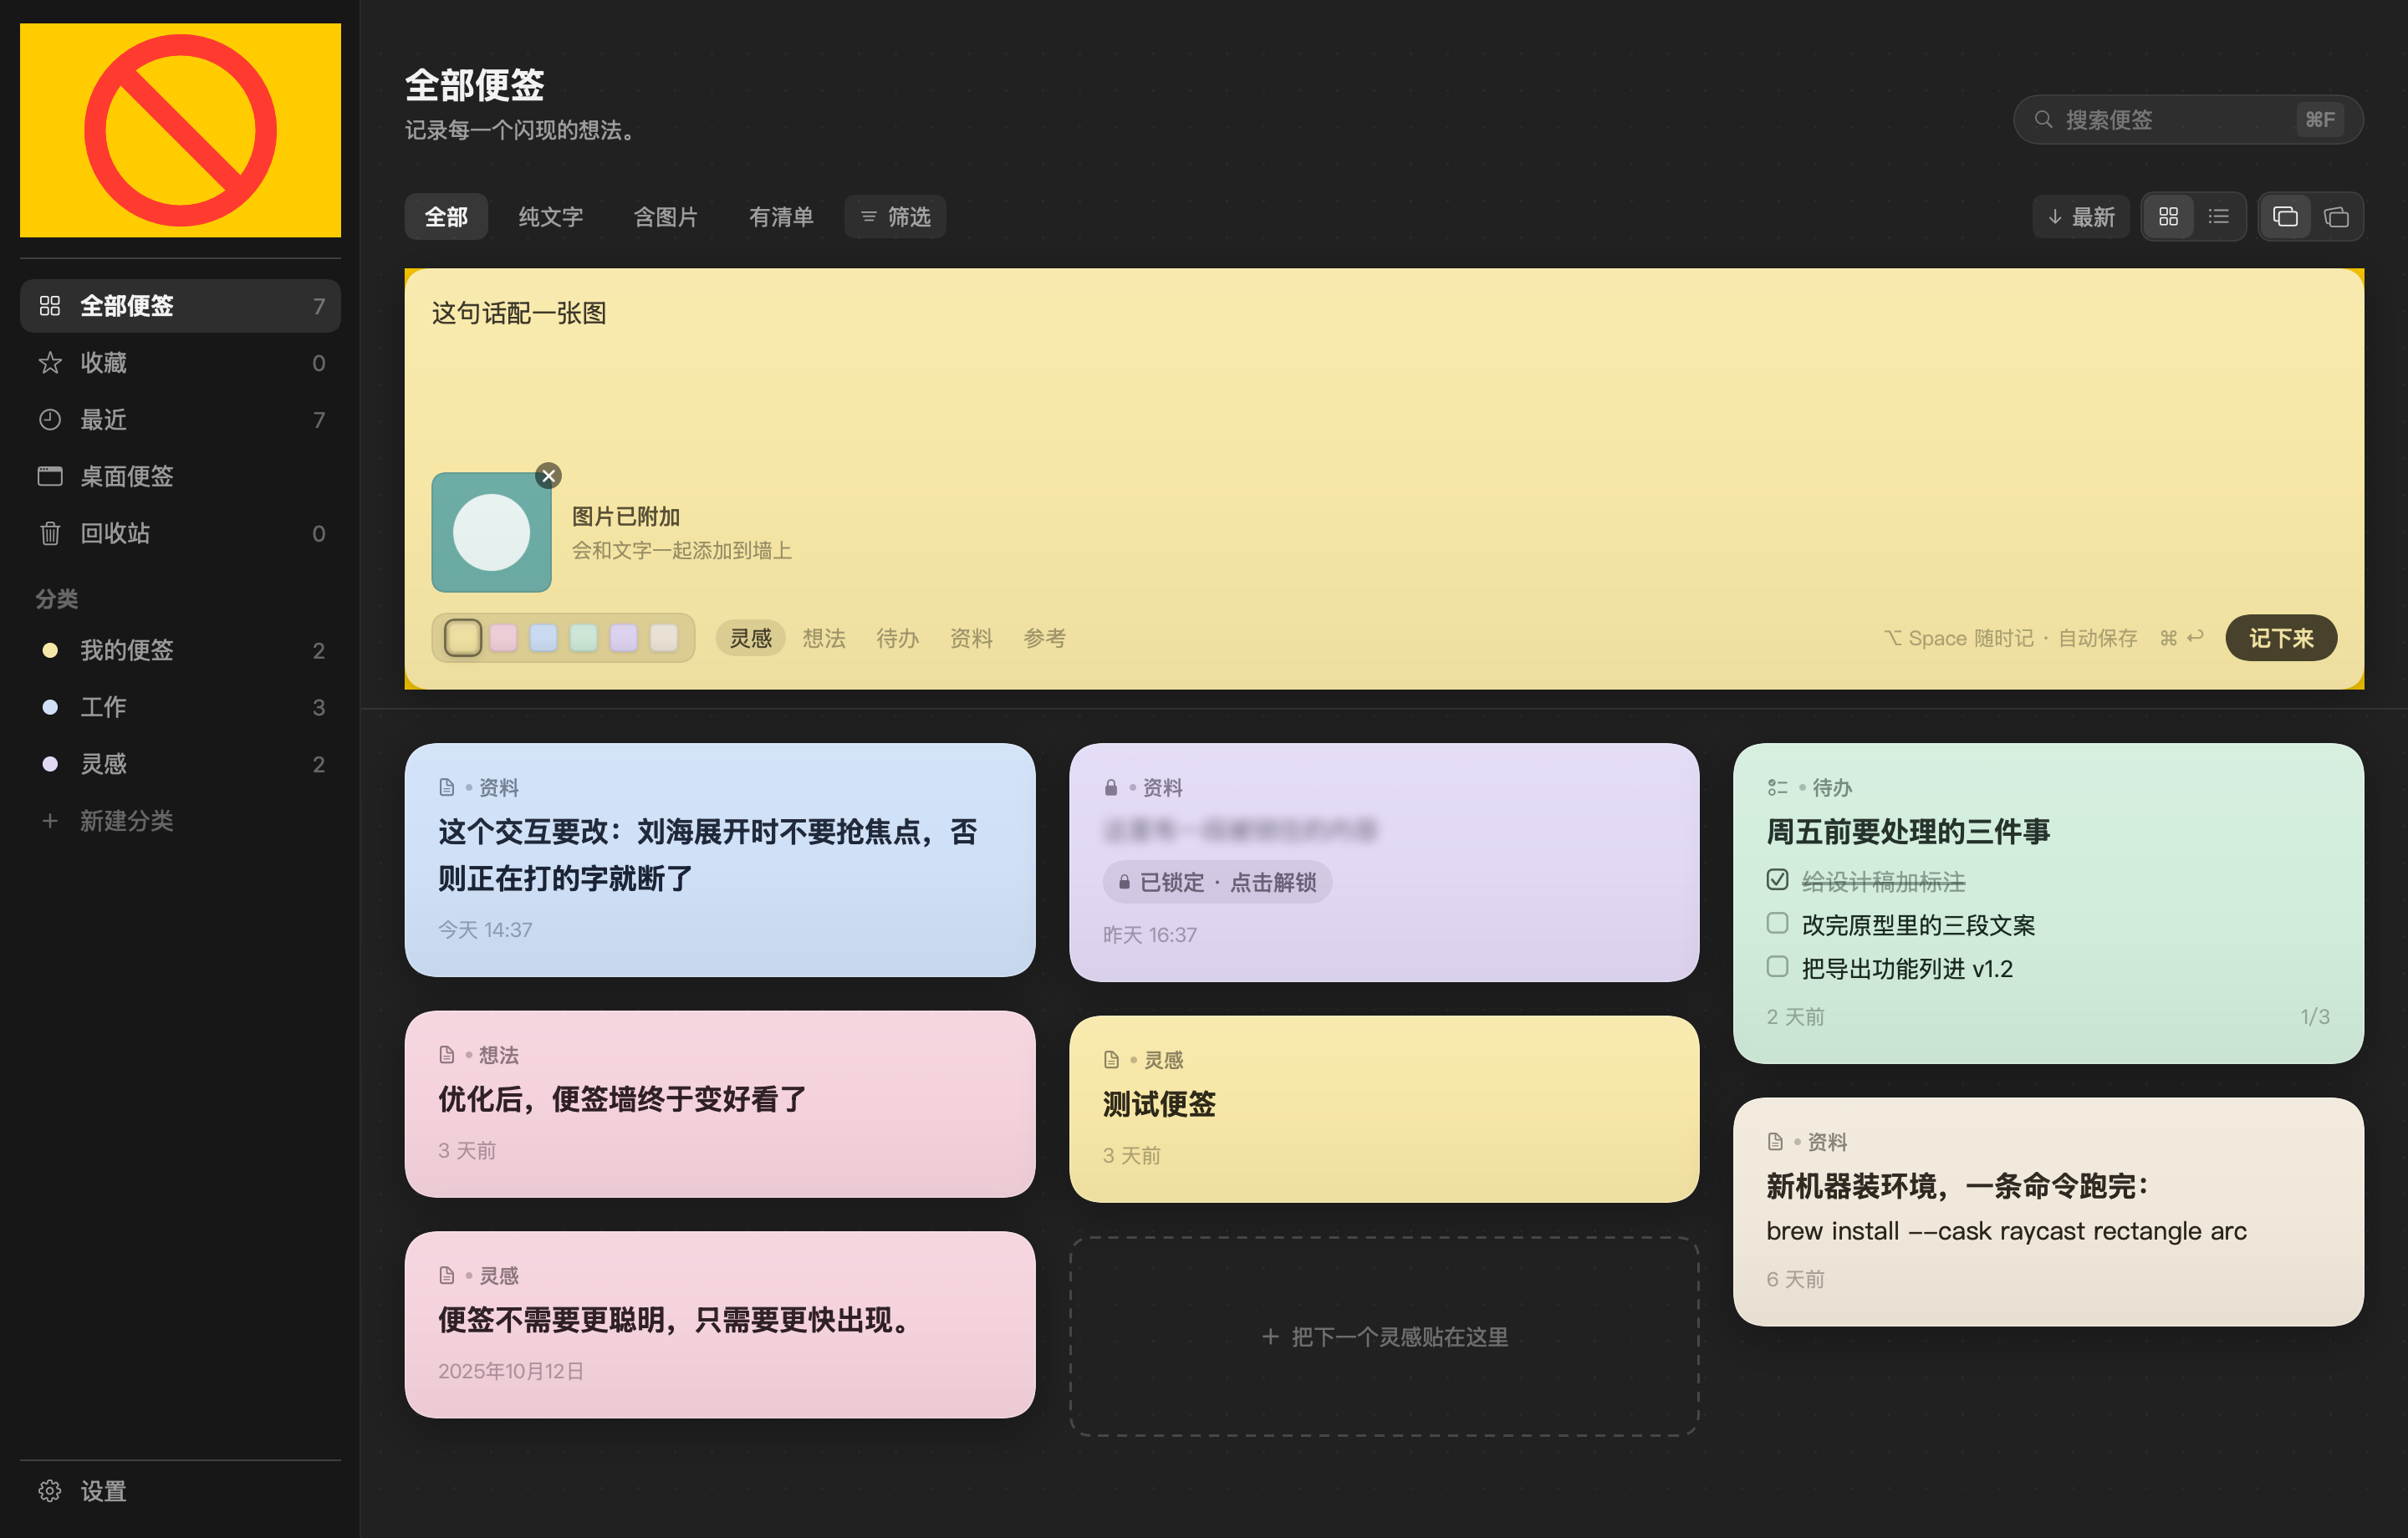 全部便签 7
收藏 0
最近 7
桌面便签
回收站 0
分类
我的便签 2
工作 3
灵感 2
新建分类
设置
全部便签
记录每一个闪现的想法。
搜索便签 ⌘F
全部 纯文字 含图片 有清单 筛选
最新
这句话配一张图
图片已附加
会和文字一起添加到墙上
灵感 想法 待办 资料 参考
⌥ Space 随时记 · 自动保存 ⌘ ↩ 记下来
资料
这个交互要改：刘海展开时不要抢焦点，否
则正在打的字就断了
今天 14:37
想法
优化后，便签墙终于变好看了
3 天前
灵感
便签不需要更聪明，只需要更快出现。
2025年10月12日
资料
已锁定 · 点击解锁
昨天 16:37
灵感
测试便签
3 天前
把下一个灵感贴在这里
待办
周五前要处理的三件事
给设计稿加标注
改完原型里的三段文案
把导出功能列进 v1.2
2 天前 1/3
资料
新机器装环境，一条命令跑完：
brew install --cask raycast rectangle arc
6 天前